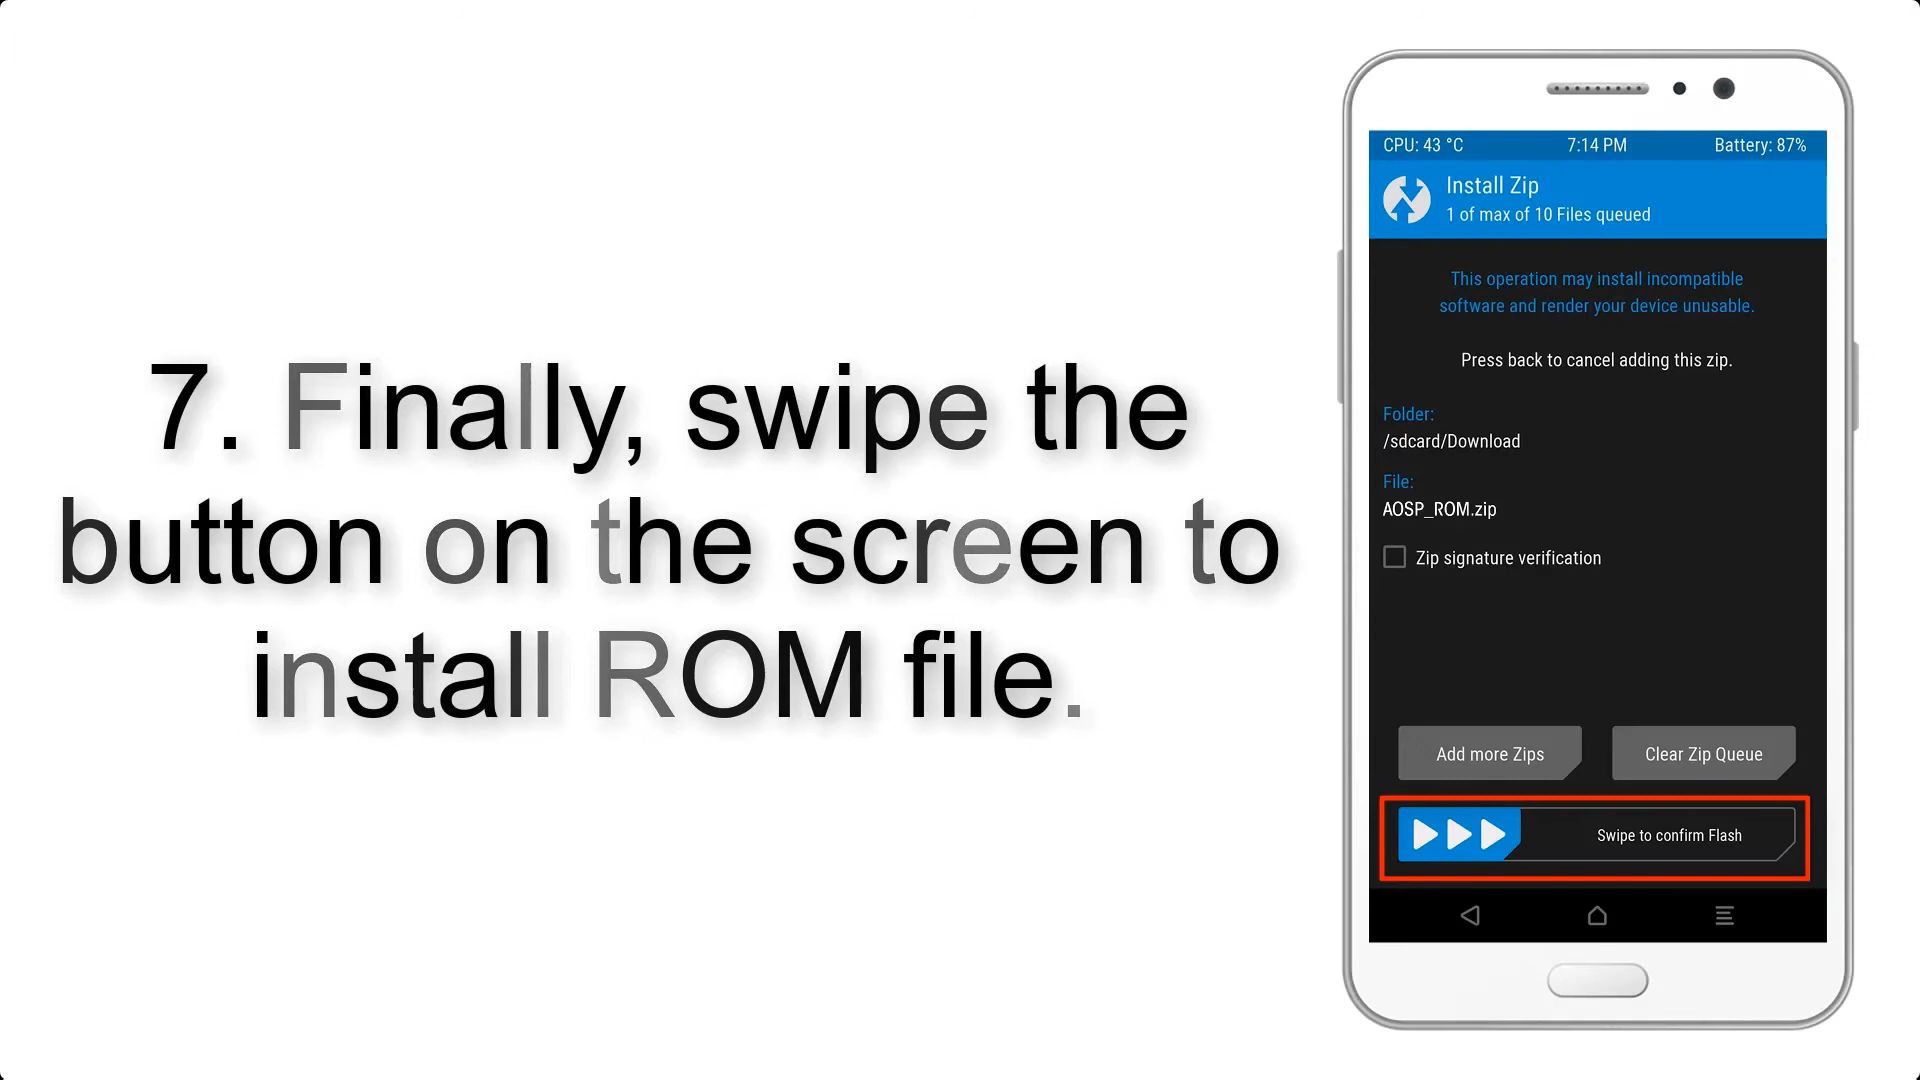 7. Finally, swipe the
button on the screen to
install ROM file.
CPU: 43 °C 7:14 PM Battery: 87%
Install Zip
1 of max of 10 Files queued
This operation may install incompatible
software and render your device unusable.
Press back to cancel adding this zip.
Folder:
/sdcard/Download
File:
AOSP_ROM.zip
Zip signature verification
Add more Zips Clear Zip Queue
Swipe to confirm Flash